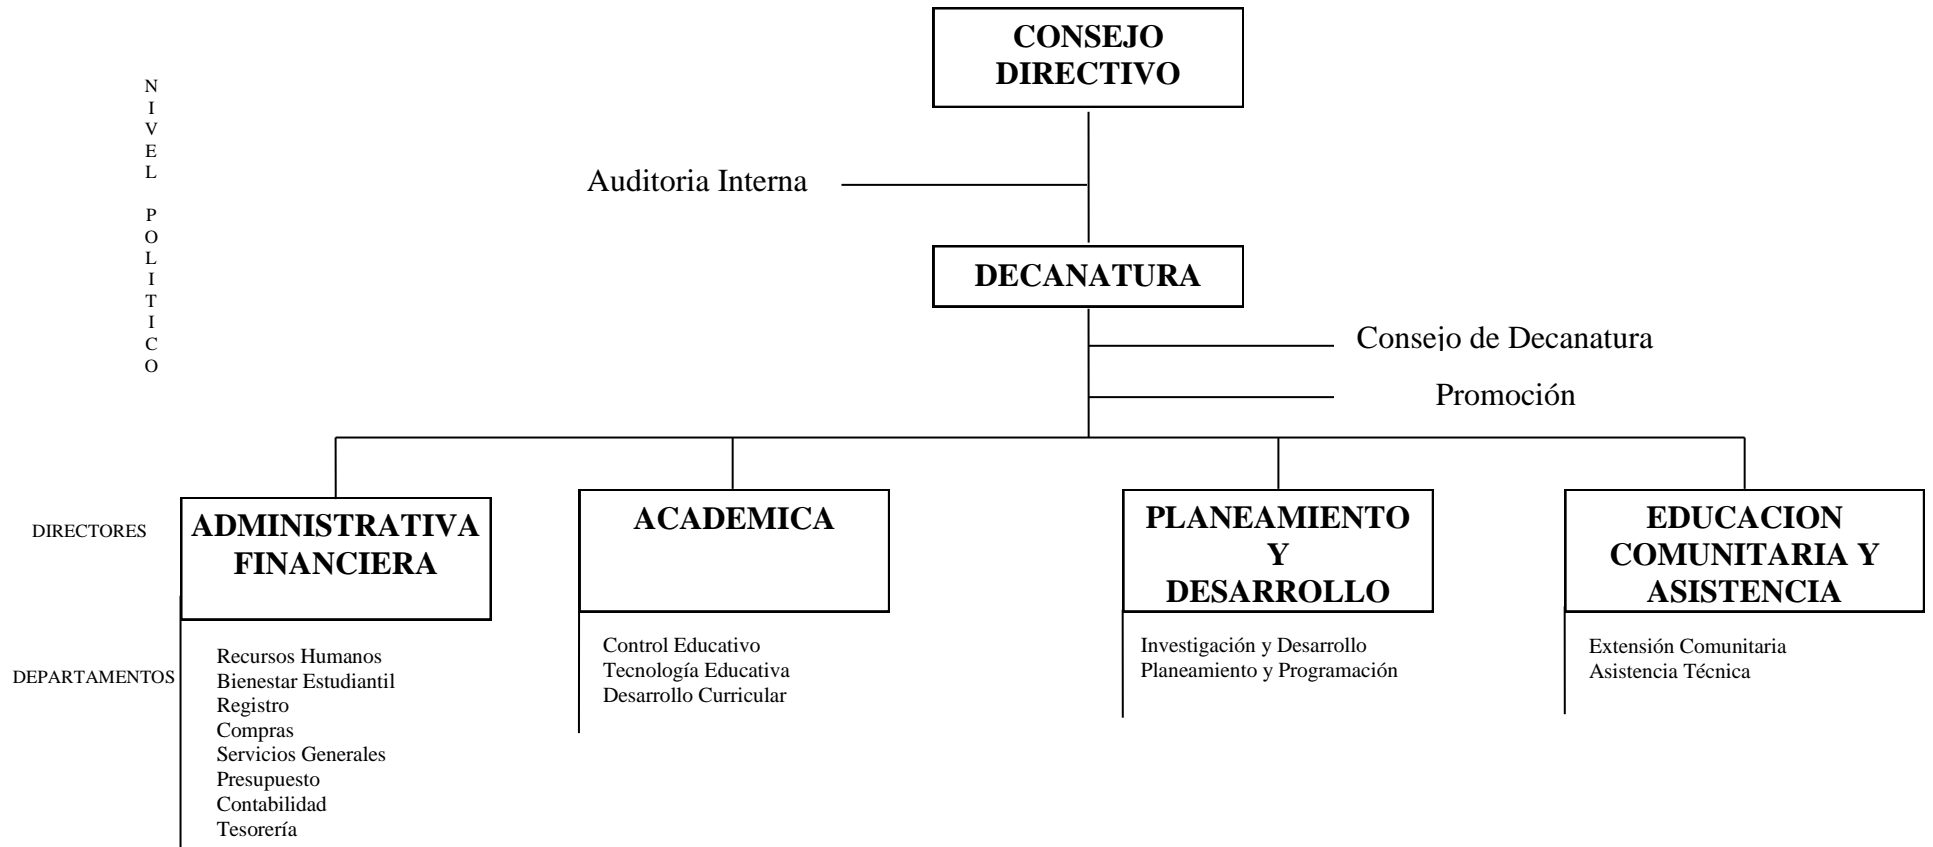 CONSEJO
DIRECTIVO
NIVEL POLITICO
Auditoria Interna
DECANATURA
Consejo de Decanatura
Promoción
DIRECTORES
ADMINISTRATIVA
FINANCIERA
ACADEMICA
PLANEAMIENTO
Y
DESARROLLO
EDUCACION
COMUNITARIA Y
ASISTENCIA
DEPARTAMENTOS
Recursos Humanos
Bienestar Estudiantil
Registro
Compras
Servicios Generales
Presupuesto
Contabilidad
Tesorería
Control Educativo
Tecnología Educativa
Desarrollo Curricular
Investigación y Desarrollo
Planeamiento y Programación
Extensión Comunitaria
Asistencia Técnica